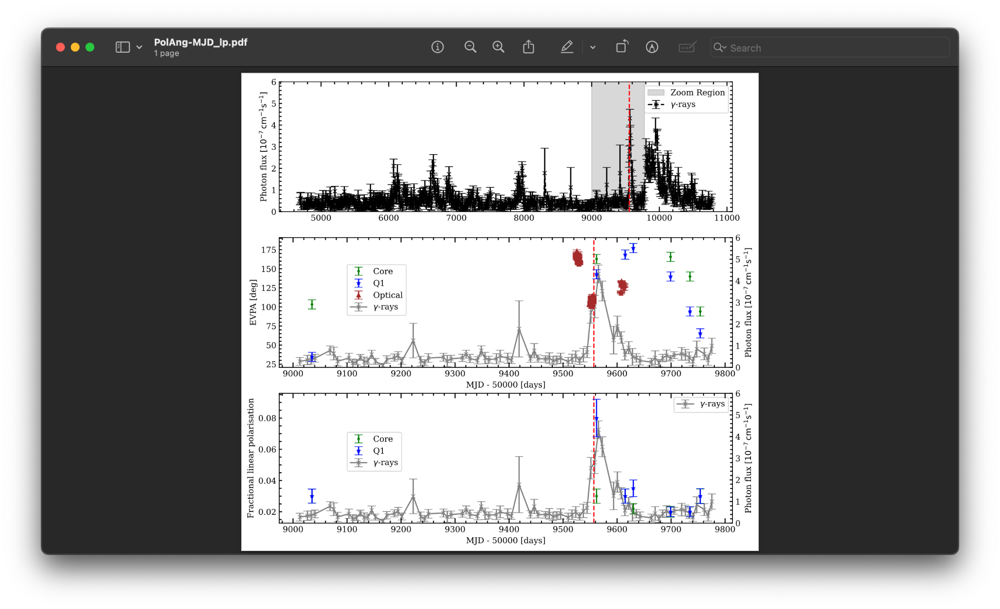 PolAng-MJD_lp.pdf
1 page
Search
Photon flux [10⁻⁷ cm⁻¹s⁻¹]
6
5
4
3
2
1
0
Zoom Region
γ-rays
5000 6000 7000 8000 9000 10000 11000
EVPA [deg]
175
150
125
100
75
50
25
Core
Q1
Optical
γ-rays
6
5
4
3
2
1
0
Photon flux [10⁻⁷ cm⁻¹s⁻¹]
9000 9100 9200 9300 9400 9500 9600 9700 9800
MJD - 50000 [days]
Fractional linear polarisation
0.08
0.06
0.04
0.02
Core
Q1
γ-rays
γ-rays
6
5
4
3
2
1
0
Photon flux [10⁻⁷ cm⁻¹s⁻¹]
9000 9100 9200 9300 9400 9500 9600 9700 9800
MJD - 50000 [days]